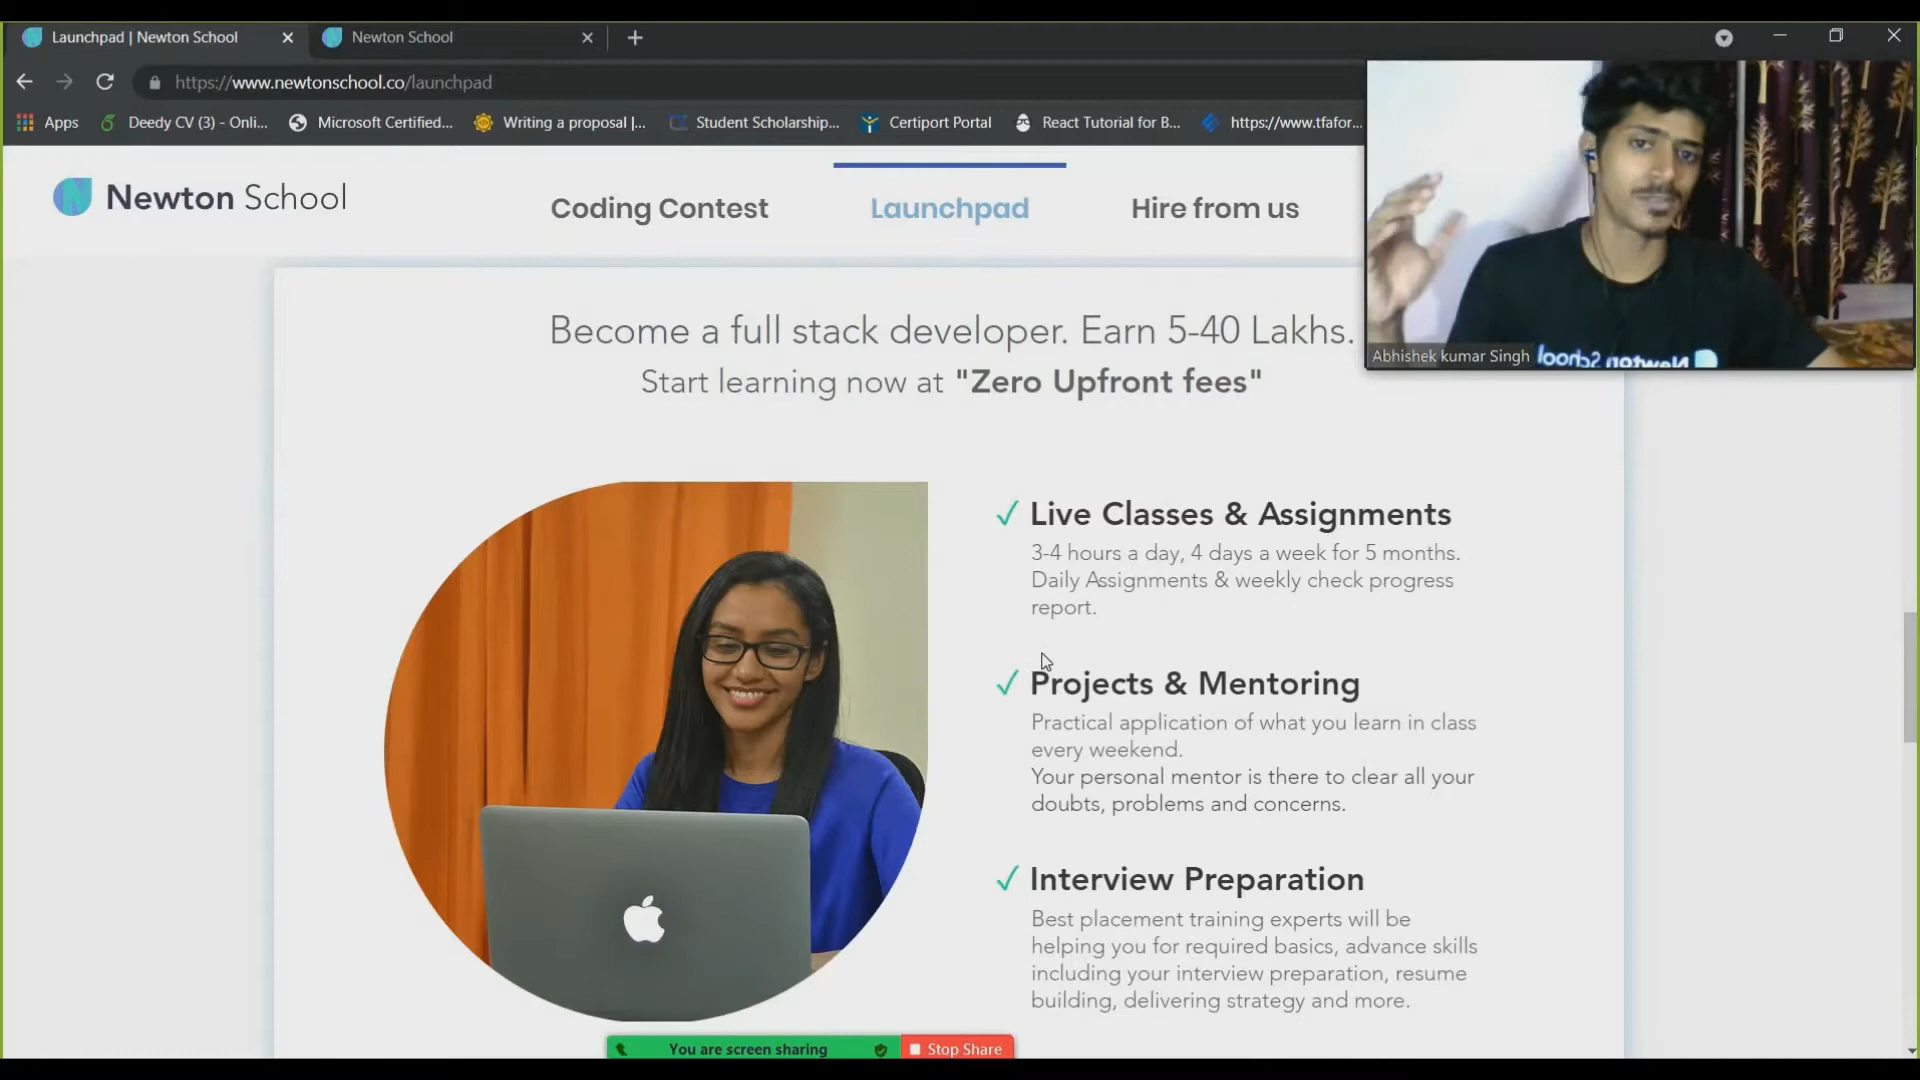 Launchpad | Newton School
Newton School
https://www.newtonschool.co/launchpad
Apps
Deedy CV (3) - Onli...
Microsoft Certified...
Writing a proposal |...
Student Scholarship...
Certiport Portal
React Tutorial for B...
https://www.tfafor...
Newton School
Coding Contest
Launchpad
Hire from us
Abhishek kumar Singh
Newton School
Become a full stack developer. Earn 5-40 Lakhs.
Start learning now at "Zero Upfront fees"
✓ Live Classes & Assignments
3-4 hours a day, 4 days a week for 5 months.
Daily Assignments & weekly check progress
report.
✓ Projects & Mentoring
Practical application of what you learn in class
every weekend.
Your personal mentor is there to clear all your
doubts, problems and concerns.
✓ Interview Preparation
Best placement training experts will be
helping you for required basics, advance skills
including your interview preparation, resume
building, delivering strategy and more.
You are screen sharing
Stop Share